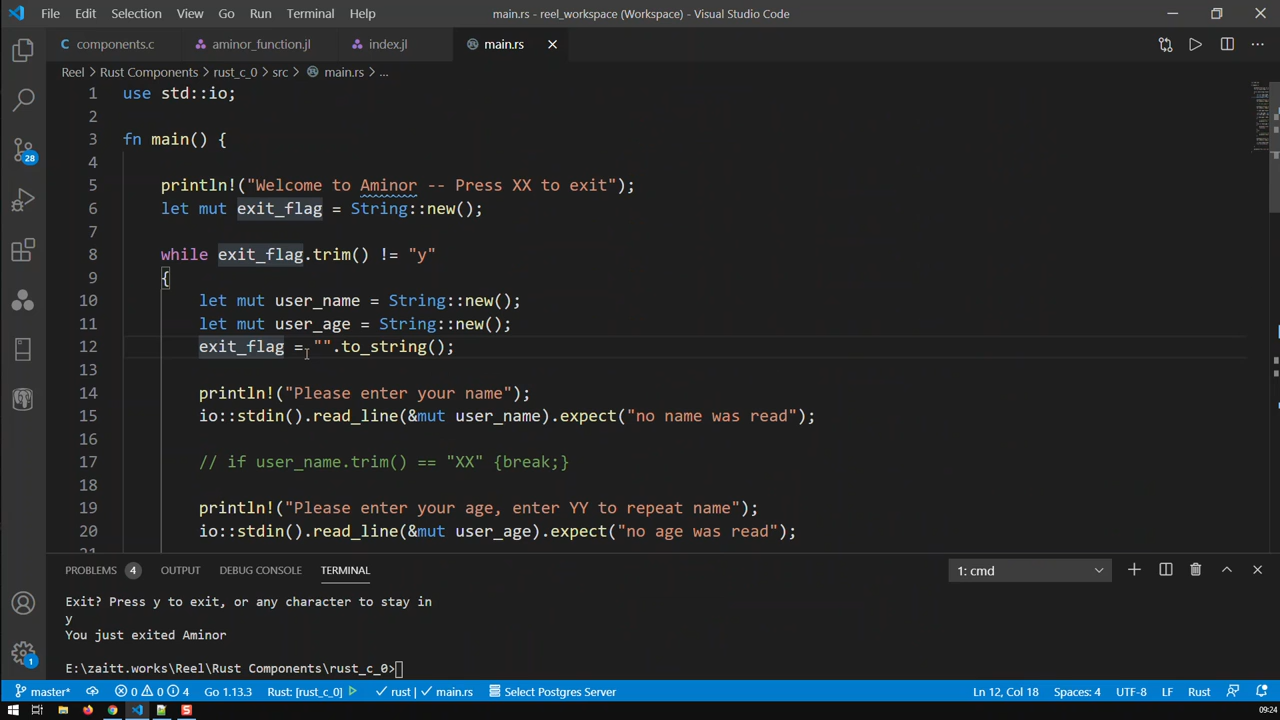 File Edit Selection View Go Run Terminal Help main.rs - reel_workspace (Workspace) - Visual Studio Code
components.c aminor_function.jl index.jl main.rs
Reel > Rust Components > rust_c_0 > src > main.rs > ...
1 use std::io;
2
3 fn main() {
4
5 println!("Welcome to Aminor -- Press XX to exit");
6 let mut exit_flag = String::new();
7
8 while exit_flag.trim() != "y"
9 {
10 let mut user_name = String::new();
11 let mut user_age = String::new();
12 exit_flag = "".to_string();
13
14 println!("Please enter your name");
15 io::stdin().read_line(&mut user_name).expect("no name was read");
16
17 // if user_name.trim() == "XX" {break;}
18
19 println!("Please enter your age, enter YY to repeat name");
20 io::stdin().read_line(&mut user_age).expect("no age was read");
28
PROBLEMS 4 OUTPUT DEBUG CONSOLE TERMINAL 1: cmd
Exit? Press y to exit, or any character to stay in
y
You just exited Aminor
E:\zaitt.works\Reel\Rust Components\rust_c_0>
1
master* 0 0 4 Go 1.13.3 Rust: [rust_c_0] rust | main.rs Select Postgres Server Ln 12, Col 18 Spaces: 4 UTF-8 LF Rust
09:24